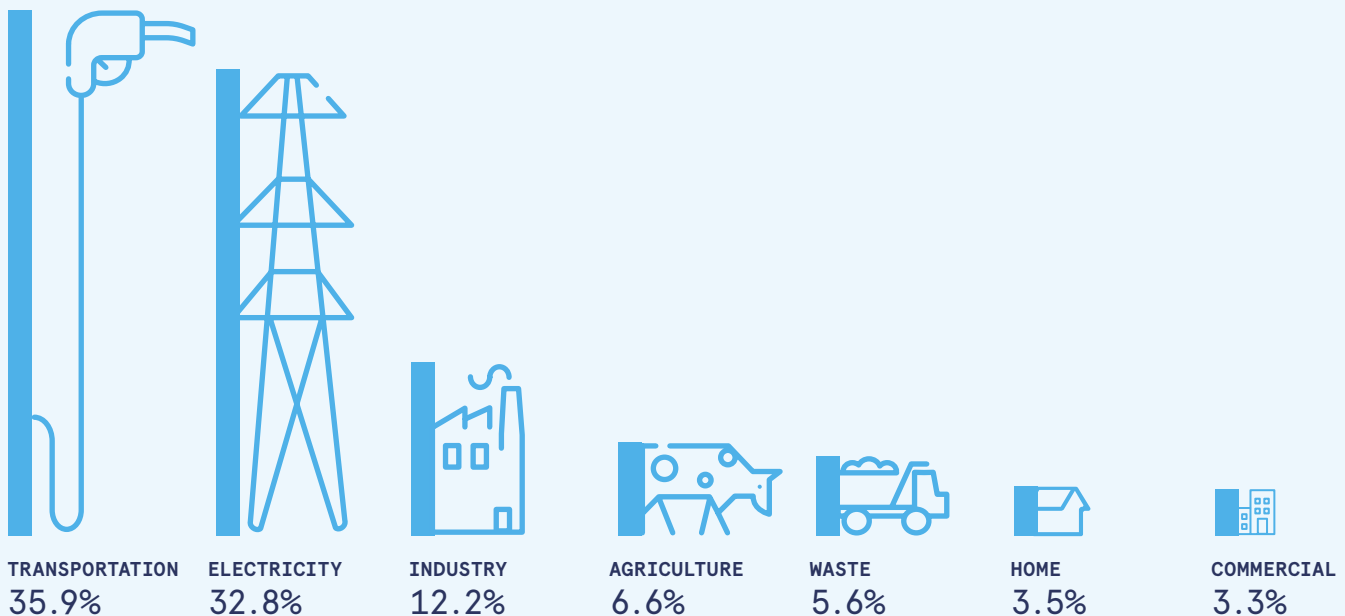 TRANSPORTATION ELECTRICITY INDUSTRY AGRICULTURE WASTE HOME COMMERCIAL
35.9% 32.8% 12.2% 6.6% 5.6% 3.5% 3.3%